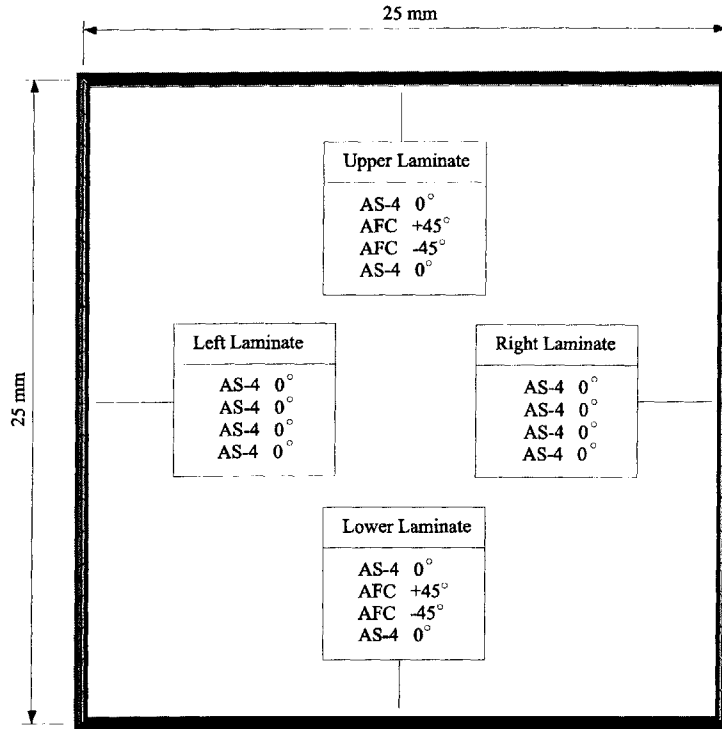 25 mm
Upper Laminate
AS-4 0°
AFC +45°
AFC -45°
AS-4 0°
Left Laminate
AS-4 0°
AS-4 0°
AS-4 0°
AS-4 0°
Right Laminate
AS-4 0°
AS-4 0°
AS-4 0°
AS-4 0°
25 mm
Lower Laminate
AS-4 0°
AFC +45°
AFC -45°
AS-4 0°